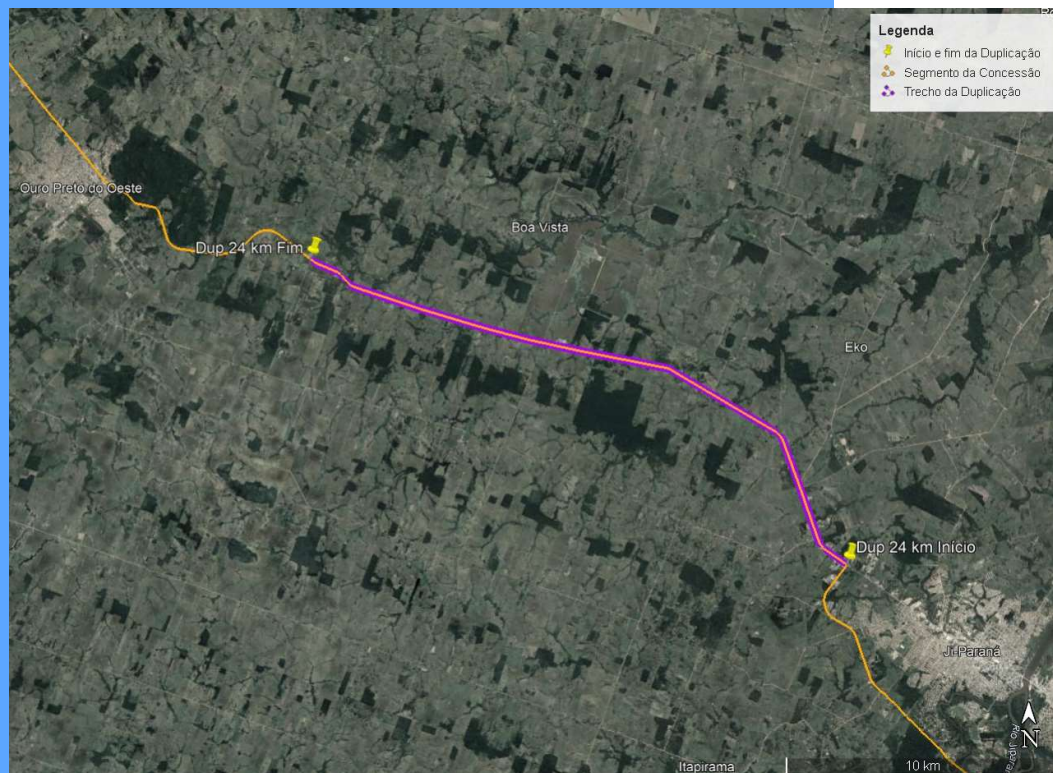 Legenda
Início e fim da Duplicação
Segmento da Concessão
Trecho da Duplicação
Ouro Preto do Oeste
Boa Vista
Dup 24 km Fim
Eko
Dup 24 km Início
Ji-Paraná
N
Itapirama
10 km